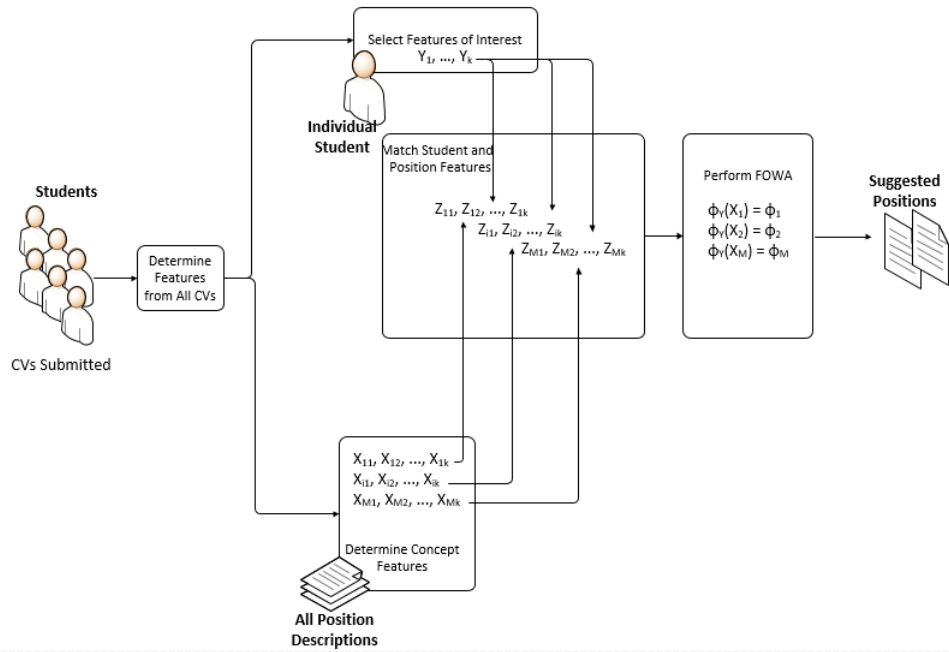 Select Features of Interest
Y1, ..., Yk
Individual
Student
Match Student and
Position Features
Z11, Z12, ..., Z1k
Zi1, Zi2, ..., Zik
ZM1, ZM2, ..., ZMk
Perform FOWA
ϕY(X1) = ϕ1
ϕY(X2) = ϕ2
ϕY(XM) = ϕM
Suggested
Positions
Students
Determine
Features
from All CVs
CVs Submitted
X11, X12, ..., X1k
Xi1, Xi2, ..., Xik
XM1, XM2, ..., XMk
Determine Concept
Features
All Position
Descriptions